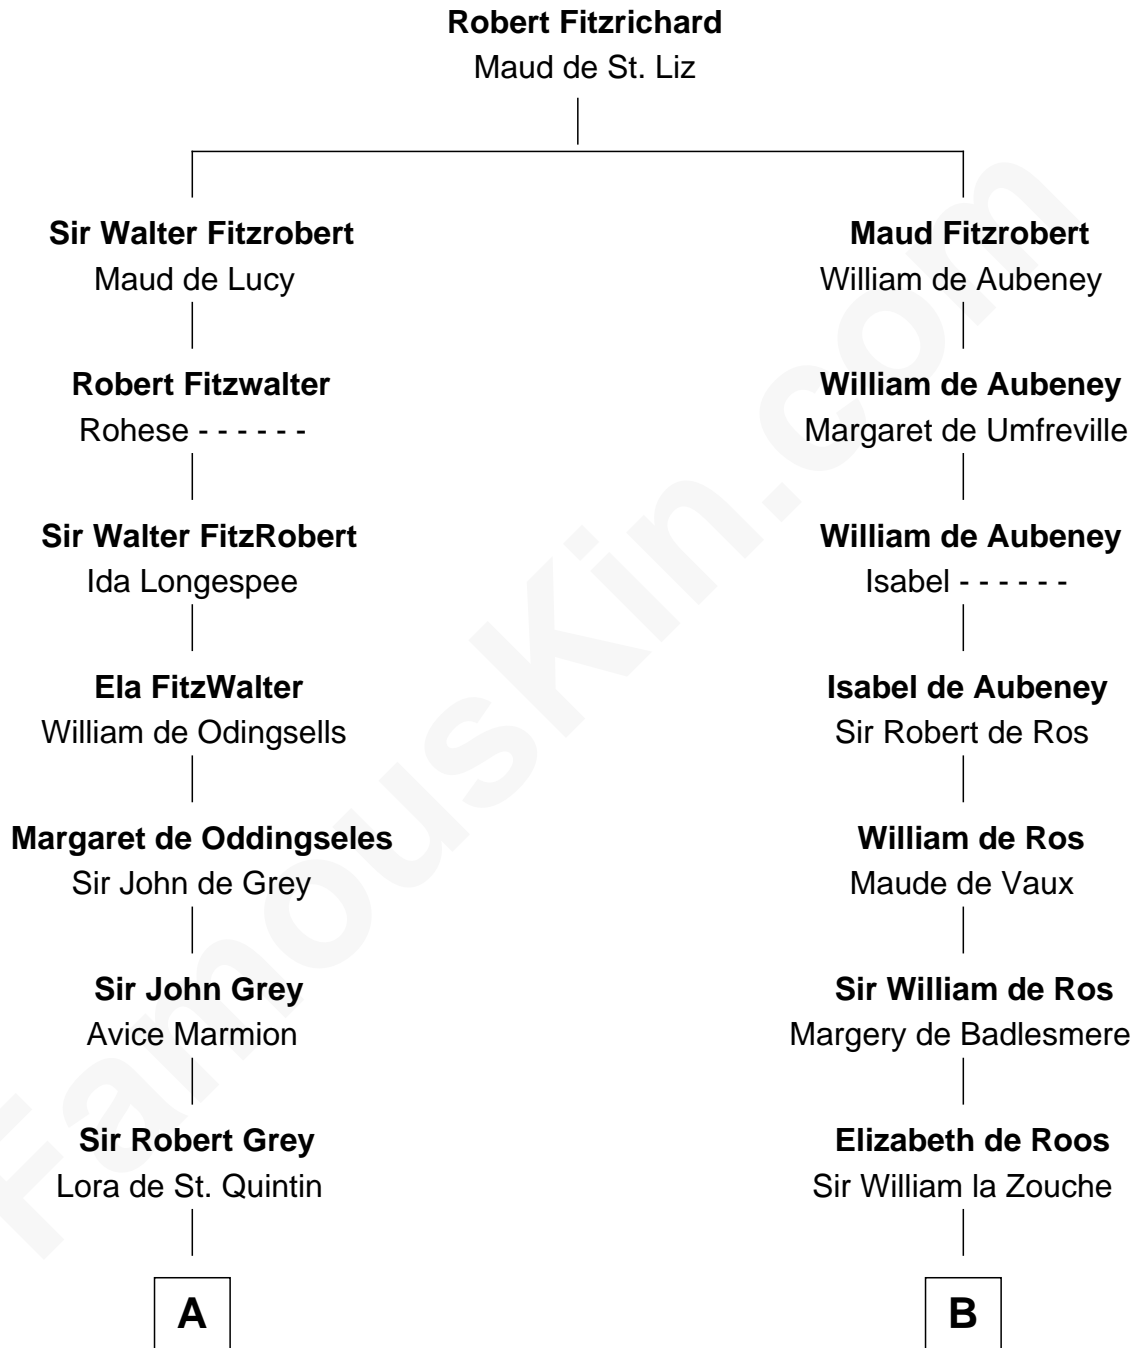 Robert Fitzrichard
Maud de St. Liz
Sir Walter Fitzrobert
Maud de Lucy
Robert Fitzwalter
Rohese - - - - - -
Sir Walter FitzRobert
Ida Longespee
Ela FitzWalter
William de Odingsells
Margaret de Oddingseles
Sir John de Grey
Sir John Grey
Avice Marmion
Sir Robert Grey
Lora de St. Quintin
A
Maud Fitzrobert
William de Aubeney
William de Aubeney
Margaret de Umfreville
William de Aubeney
Isabel - - - - - -
Isabel de Aubeney
Sir Robert de Ros
William de Ros
Maude de Vaux
Sir William de Ros
Margery de Badlesmere
Elizabeth de Roos
Sir William la Zouche
B
FamousKin.com